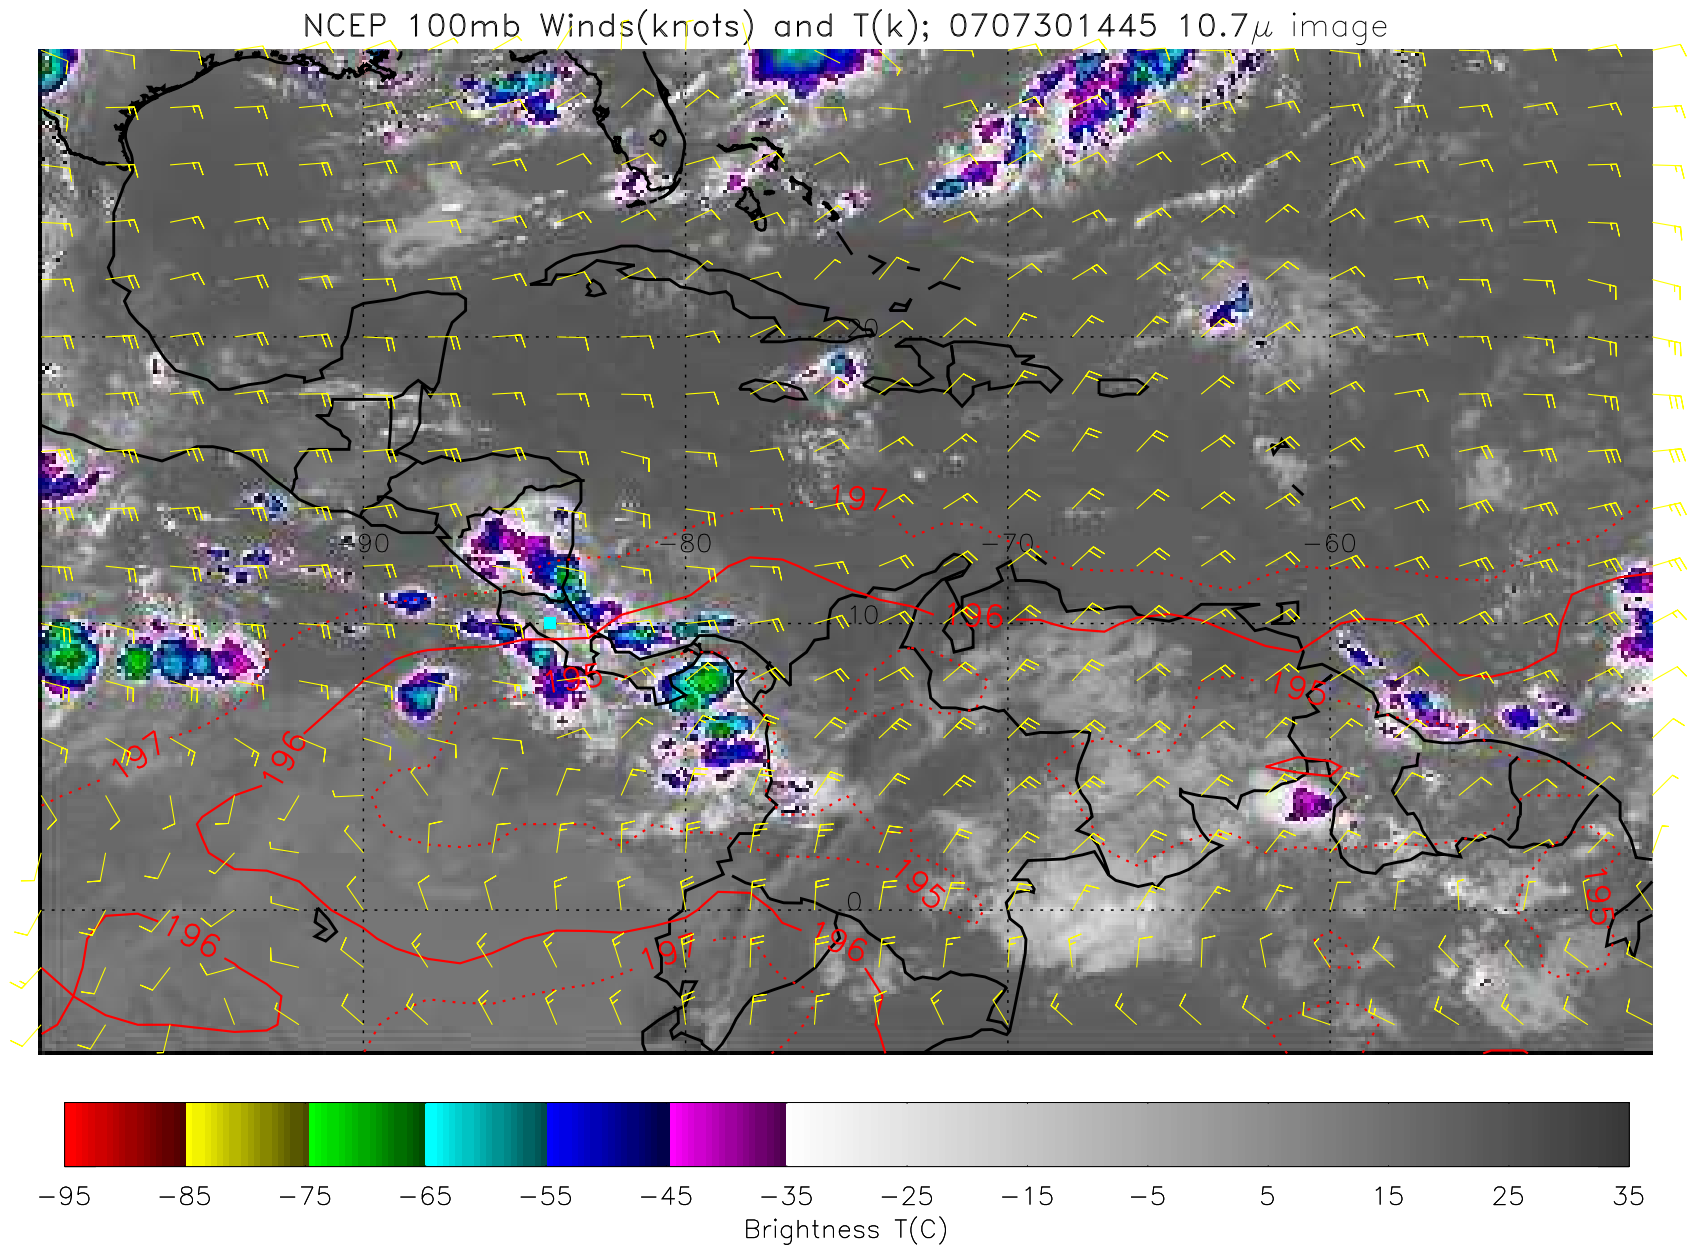 NCEP 100mb Winds(knots) and T(k); 0707301445 10.7μ image
20
L
197
-90 -80 -70 -60
10 196
195 195
197 196
195 195
0
196 197 196
-95 -85 -75 -65 -55 -45 -35 -25 -15 -5 5 15 25 35
Brightness T(C)